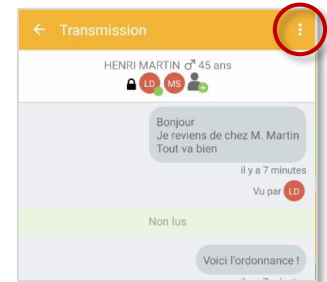 Transmission
HENRI MARTIN ♂ 45 ans
LD MS
Bonjour
Je reviens de chez M. Martin
Tout va bien
il y a 7 minutes
Vu par LD
Non lus
Voici l'ordonnance !